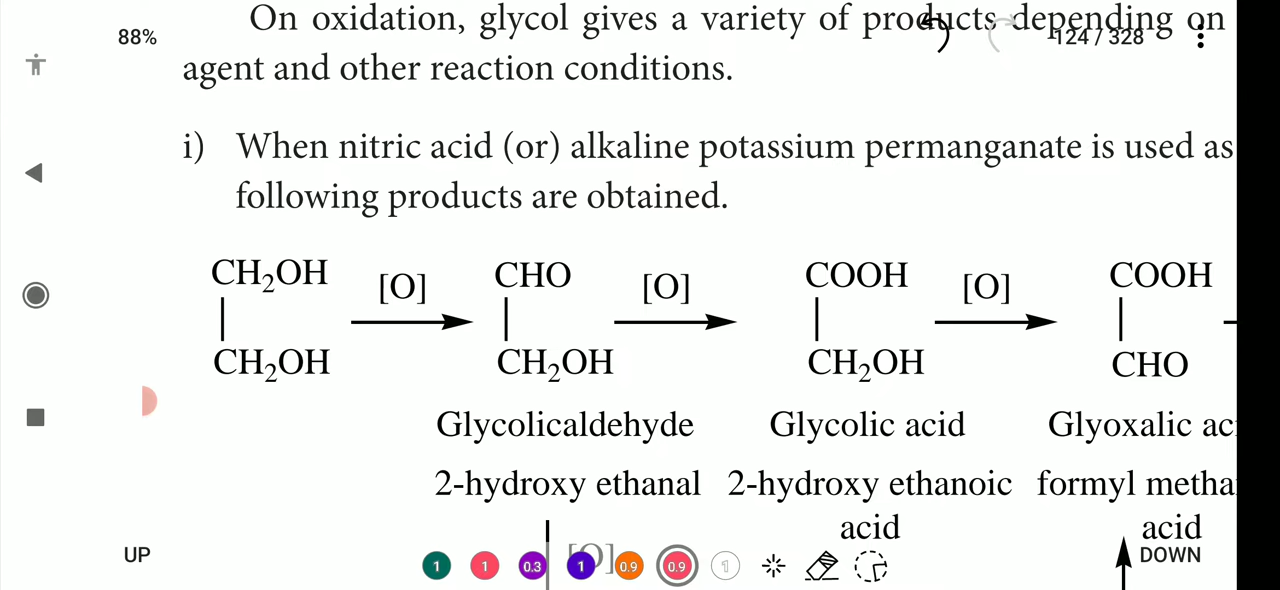 On oxidation, glycol gives a variety of products depending on
88%
124 / 328
agent and other reaction conditions.
i) When nitric acid (or) alkaline potassium permanganate is used as
following products are obtained.
CH₂OH [O] CHO [O] COOH [O] COOH
CH₂OH CH₂OH CH₂OH CHO
Glycolicaldehyde Glycolic acid Glyoxalic
2-hydroxy ethanal 2-hydroxy ethanoic formyl
acid acid
UP 1 1 0.3 [O] 1 0.9 0.9 1 DOWN